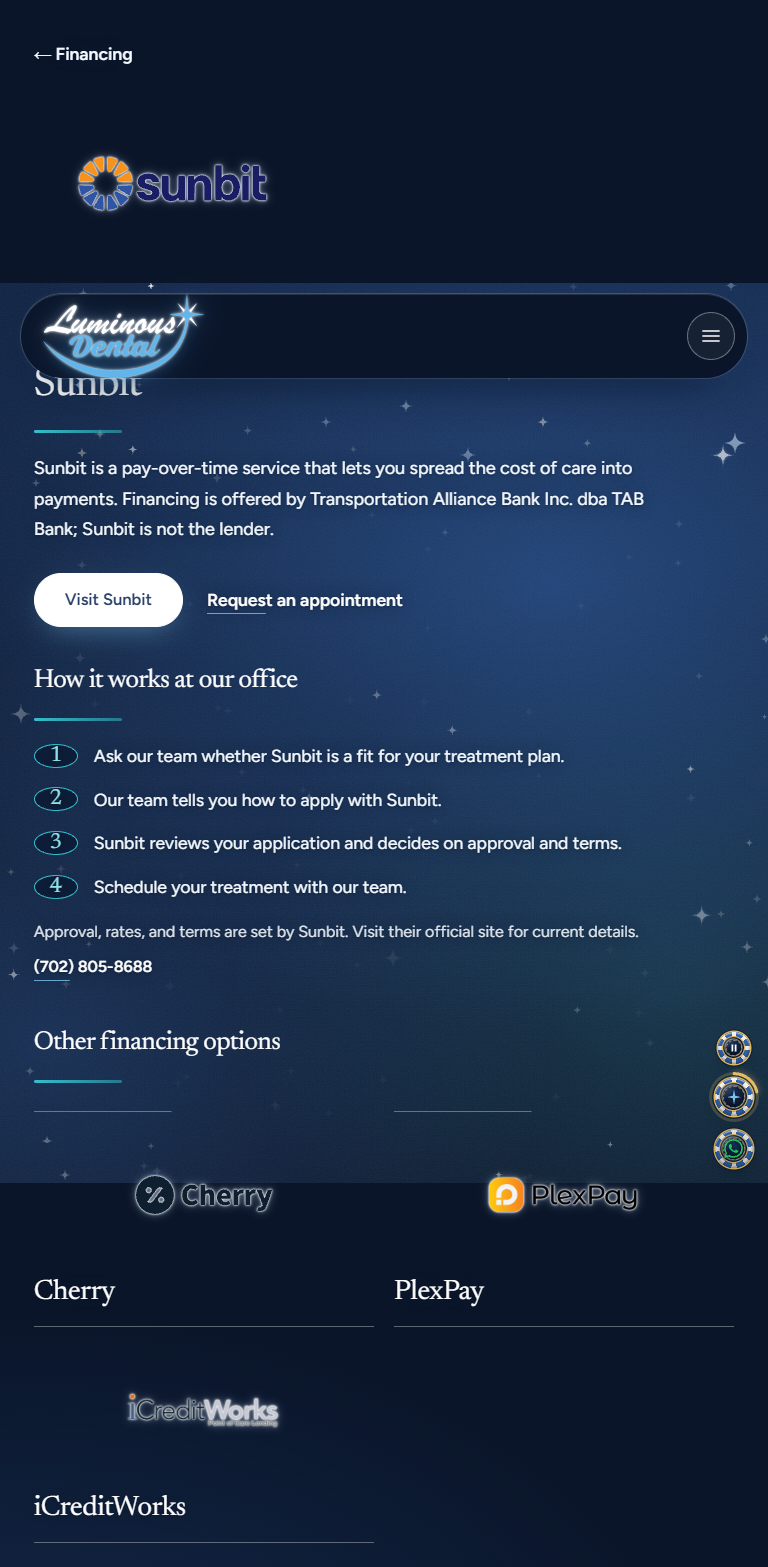 ← Financing
sunbit
Luminous
Dental
Sunbit
Sunbit is a pay-over-time service that lets you spread the cost of care into
payments. Financing is offered by Transportation Alliance Bank Inc. dba TAB
Bank; Sunbit is not the lender.
Visit Sunbit
Request an appointment
How it works at our office
1 Ask our team whether Sunbit is a fit for your treatment plan.
2 Our team tells you how to apply with Sunbit.
3 Sunbit reviews your application and decides on approval and terms.
4 Schedule your treatment with our team.
Approval, rates, and terms are set by Sunbit. Visit their official site for current details.
(702) 805-8688
Other financing options
Cherry
PlexPay
Cherry
PlexPay
iCreditWorks
Point of Care Lending
iCreditWorks